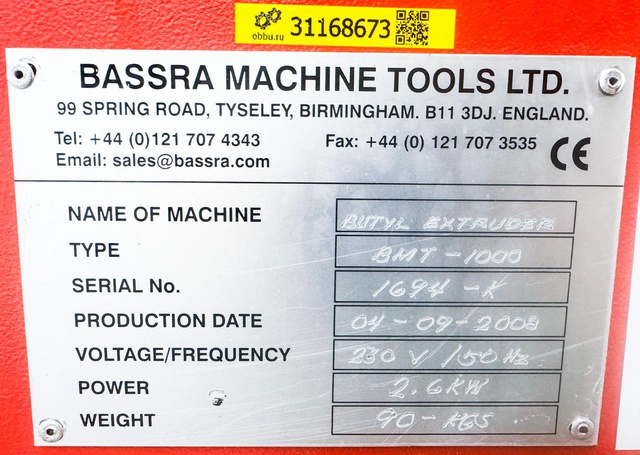 obbu.ru 31168673
BASSRA MACHINE TOOLS LTD.
99 SPRING ROAD, TYSELEY, BIRMINGHAM. B11 3DJ. ENGLAND.
Tel: +44 (0)121 707 4343 Fax: +44 (0) 121 707 3535
Email: sales@bassra.com CE
NAME OF MACHINE BUTYL EXTRUDER
TYPE BMT-1000
SERIAL No. 1694-K
PRODUCTION DATE 04-09-2008
VOLTAGE/FREQUENCY 230 V /50 Hz
POWER 2.6KW
WEIGHT 90-KGS